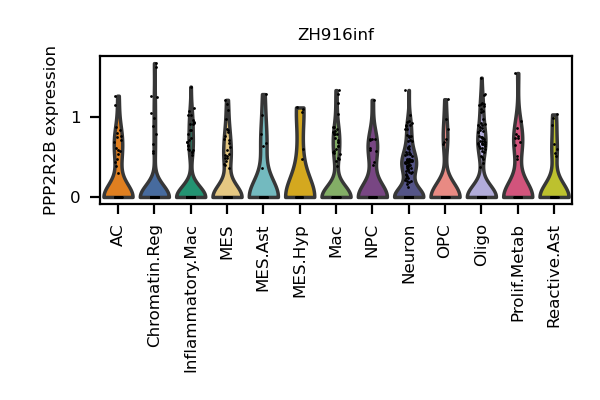 ZH916inf
PPP2R2B expression
1
0
AC
Chromatin.Reg
Inflammatory.Mac
MES
MES.Ast
MES.Hyp
Mac
NPC
Neuron
OPC
Oligo
Prolif.Metab
Reactive.Ast